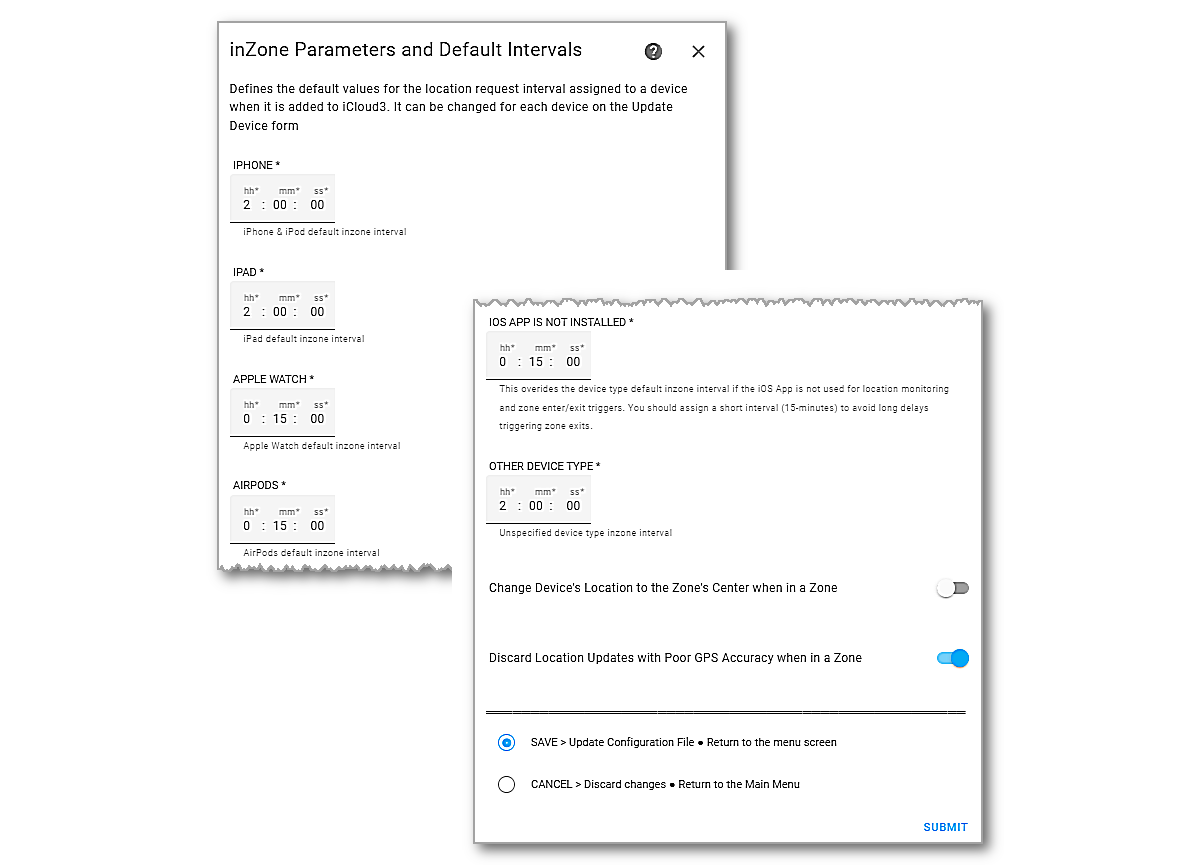 inZone Parameters and Default Intervals
Defines the default values for the location request interval assigned to a device
when it is added to iCloud3. It can be changed for each device on the Update
Device form
IPHONE *
hh* mm* ss*
2 : 00 : 00
iPhone & iPod default inzone interval
IPAD *
hh* mm* ss*
2 : 00 : 00
iPad default inzone interval
APPLE WATCH *
hh* mm* ss*
0 : 15 : 00
Apple Watch default inzone interval
AIRPODS *
hh* mm* ss*
0 : 15 : 00
AirPods default inzone interval
IOS APP IS NOT INSTALLED *
hh* mm* ss*
0 : 15 : 00
This overides the device type default inzone interval if the iOS App is not used for location monitoring
and zone enter/exit triggers. You should assign a short interval (15-minutes) to avoid long delays
triggering zone exits.
OTHER DEVICE TYPE *
hh* mm* ss*
2 : 00 : 00
Unspecified device type inzone interval
Change Device's Location to the Zone's Center when in a Zone
Discard Location Updates with Poor GPS Accuracy when in a Zone
SAVE > Update Configuration File ● Return to the menu screen
CANCEL > Discard changes ● Return to the Main Menu
SUBMIT